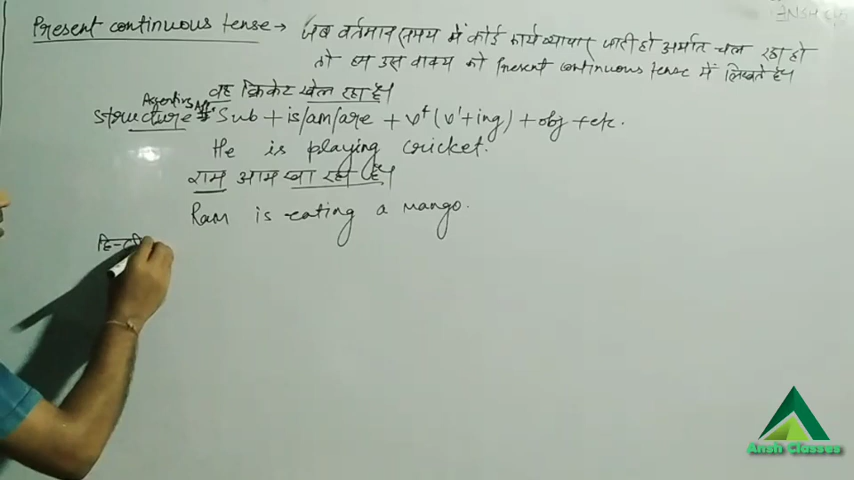 Present continuous tense → जब वर्तमान समय में कोई कार्य व्यापार जारी हो अर्थात चल रहा हो
तो हम उस वाक्य को Present continuous tense में लिखते हैं।
वह क्रिकेट खेल रहा है।
Structure Sub + is/am/are + v⁴ (v¹+ing) + obj + etc.
He is playing cricket.
राम आम खा रहा है।
Ram is eating a mango.
Ansh Classes